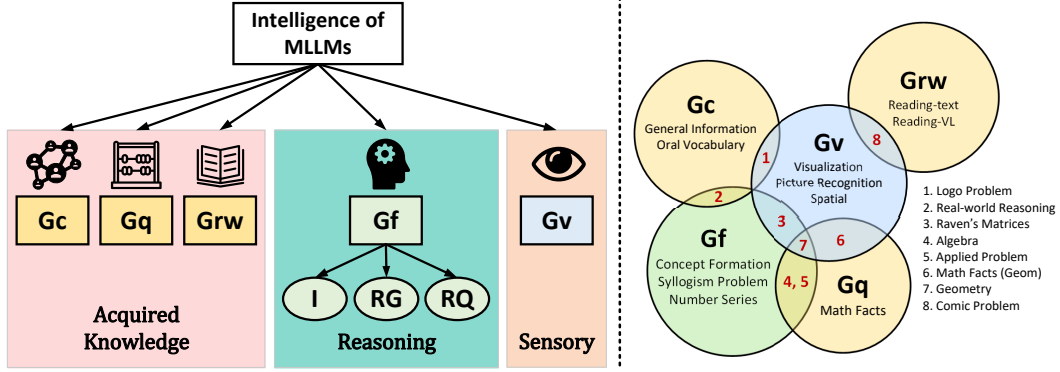 Intelligence of
MLLMs
Gc
Gq
Grw
Gf
Gv
I
RG
RQ
Acquired
Knowledge
Reasoning
Sensory
Gc
General Information
Oral Vocabulary
Grw
Reading-text
Reading-VL
Gv
Visualization
Picture Recognition
Spatial
8
1
2
3
Gf
Concept Formation
Syllogism Problem
Number Series
7
6
4, 5
Gq
Math Facts
1. Logo Problem
2. Real-world Reasoning
3. Raven's Matrices
4. Algebra
5. Applied Problem
6. Math Facts (Geom)
7. Geometry
8. Comic Problem